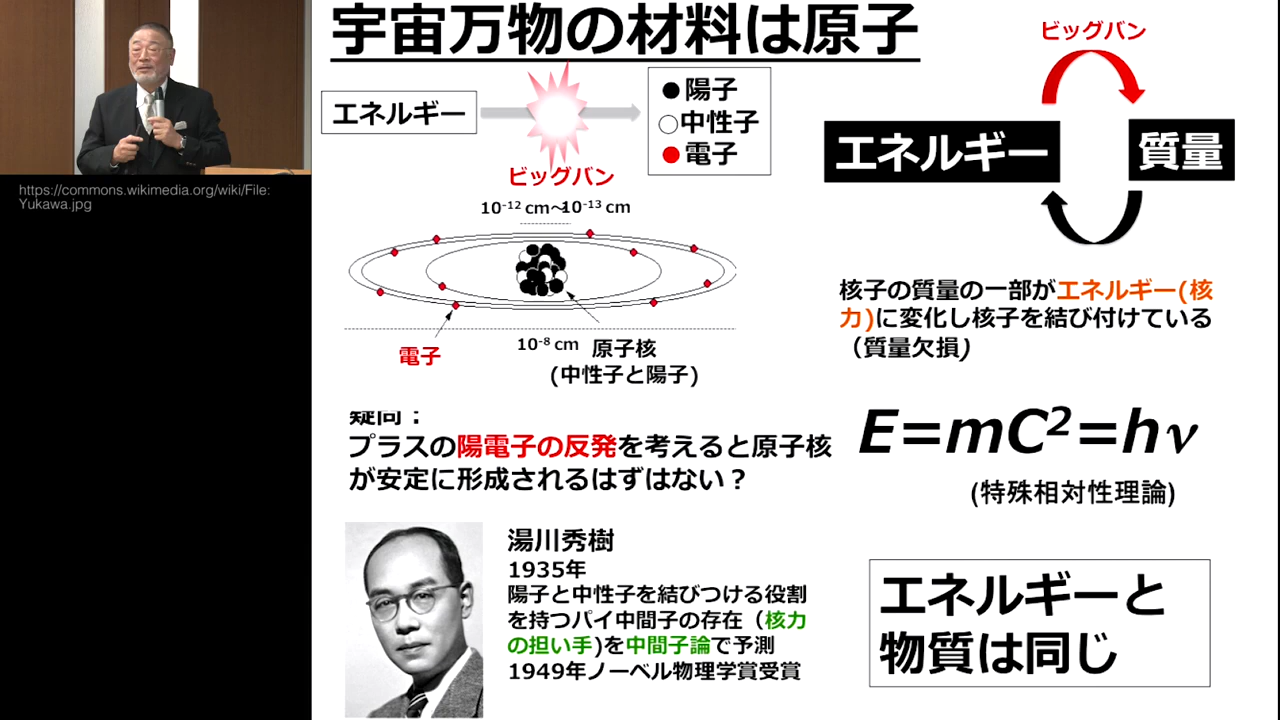 宇宙万物の材料は原子
エネルギー
ビッグバン
●陽子
○中性子
●電子
10⁻¹² cm～10⁻¹³ cm
電子
10⁻⁸ cm
原子核
(中性子と陽子)
疑問：
プラスの陽電子の反発を考えると原子核
が安定に形成されるはずはない？
湯川秀樹
1935年
陽子と中性子を結びつける役割
を持つパイ中間子の存在（核力
の担い手)を中間子論で予測
1949年ノーベル物理学賞受賞
ビッグバン
エネルギー
質量
核子の質量の一部がエネルギー(核
力)に変化し核子を結び付けている
（質量欠損)
E=mC²=hν
(特殊相対性理論)
エネルギーと
物質は同じ
https://commons.wikimedia.org/wiki/File:
Yukawa.jpg